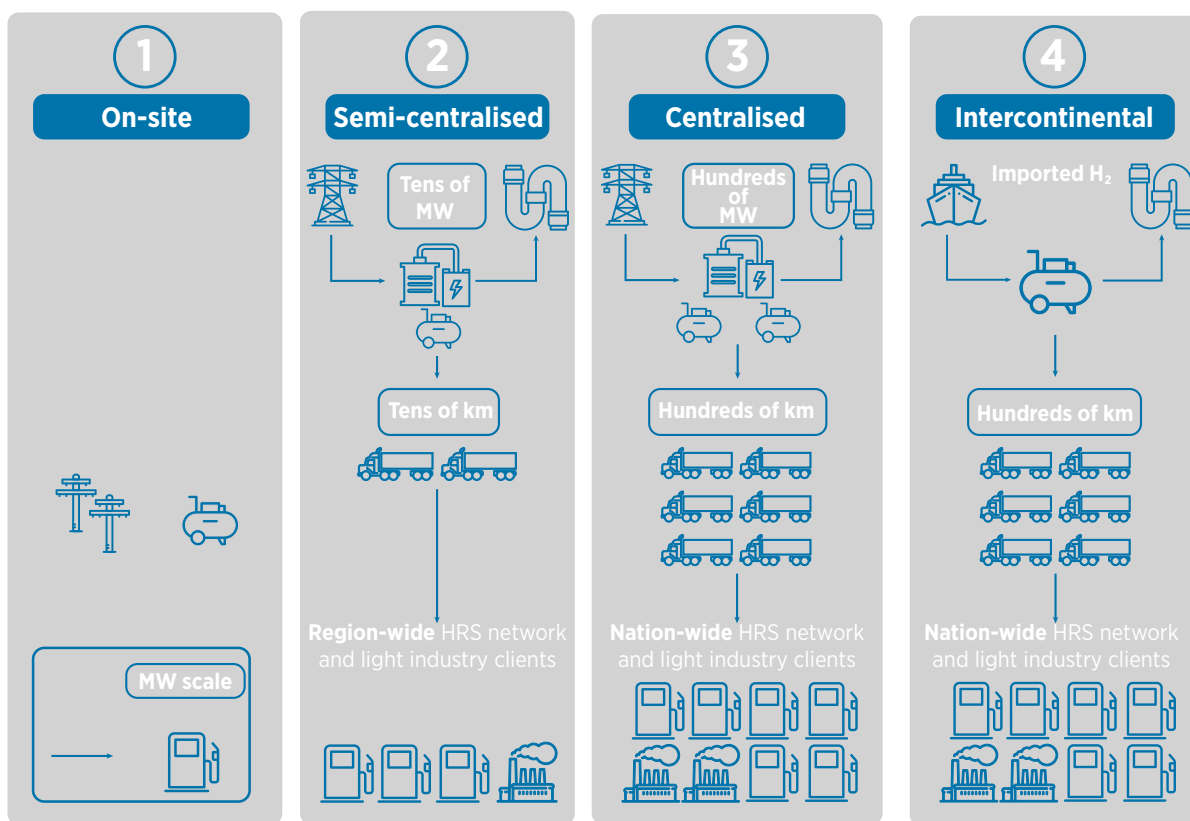 1
On-site
MW scale
2
Semi-centralised
Tens of
MW
Tens of km
Region-wide HRS network
and light industry clients
3
Centralised
Hundreds
of
MW
Hundreds of km
Nation-wide HRS network
and light industry clients
4
Intercontinental
Imported H₂
Hundreds of km
Nation-wide HRS network
and light industry clients